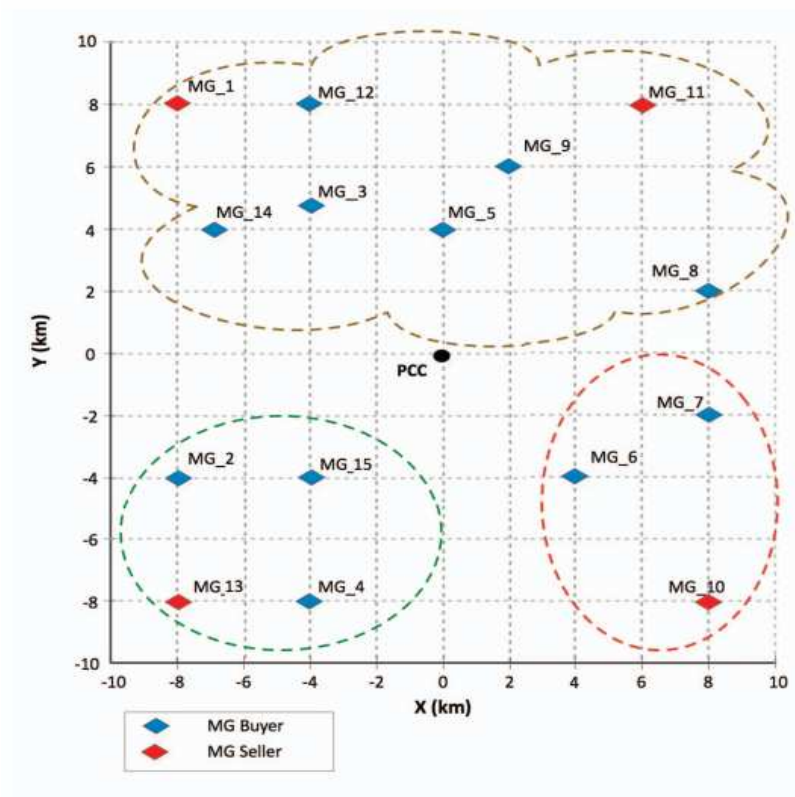 10
MG_1
MG_12
MG_11
8
MG_9
6
MG_3
MG_14
MG_5
4
MG_8
2
Y (km)
0
PCC
MG_7
-2
MG_2
MG_15
MG_6
-4
-6
MG_13
MG_4
MG_10
-8
-10
-10 -8 -6 -4 -2 0 2 4 6 8 10
X (km)
MG Buyer
MG Seller